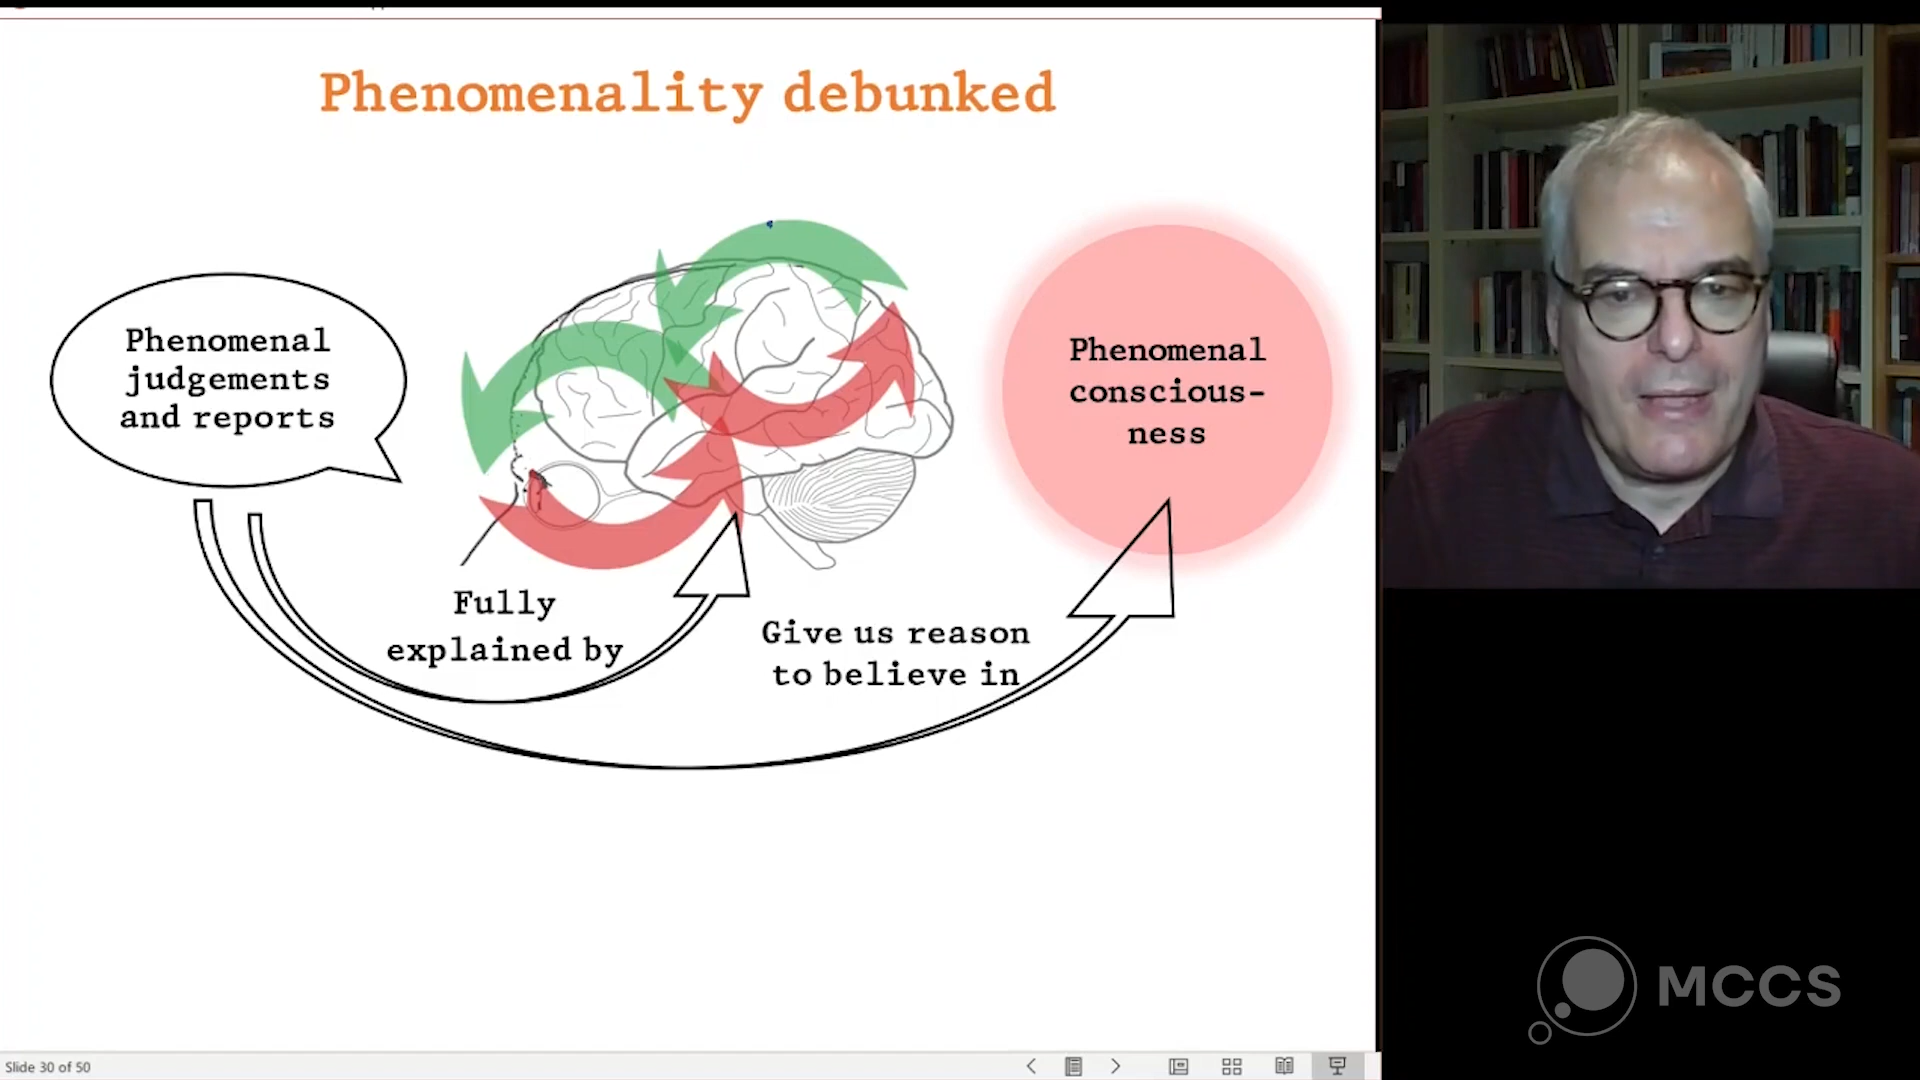 Phenomenality debunked
Phenomenal
judgements
and reports
Phenomenal
conscious-
ness
Fully
explained by
Give us reason
to believe in
MCCS
Slide 30 of 50